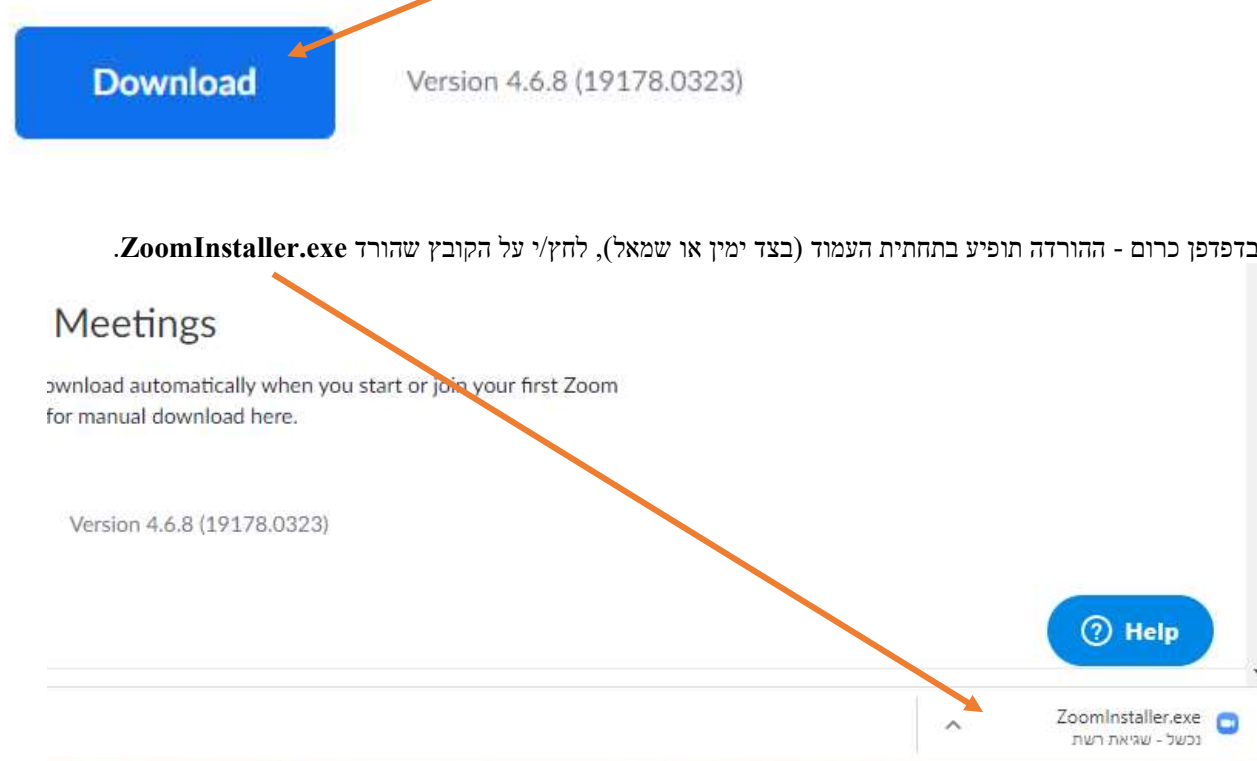 Download
Version 4.6.8 (19178.0323)
בדפדפן כרום - ההורדה תופיע בתחתית העמוד (בצד ימין או שמאל), לחץ/י על הקובץ שהורד ZoomInstaller.exe.
Meetings
ownload automatically when you start or join your first Zoom
for manual download here.
Version 4.6.8 (19178.0323)
Help
ZoomInstaller.exe
נכשל - שגיאת רשת